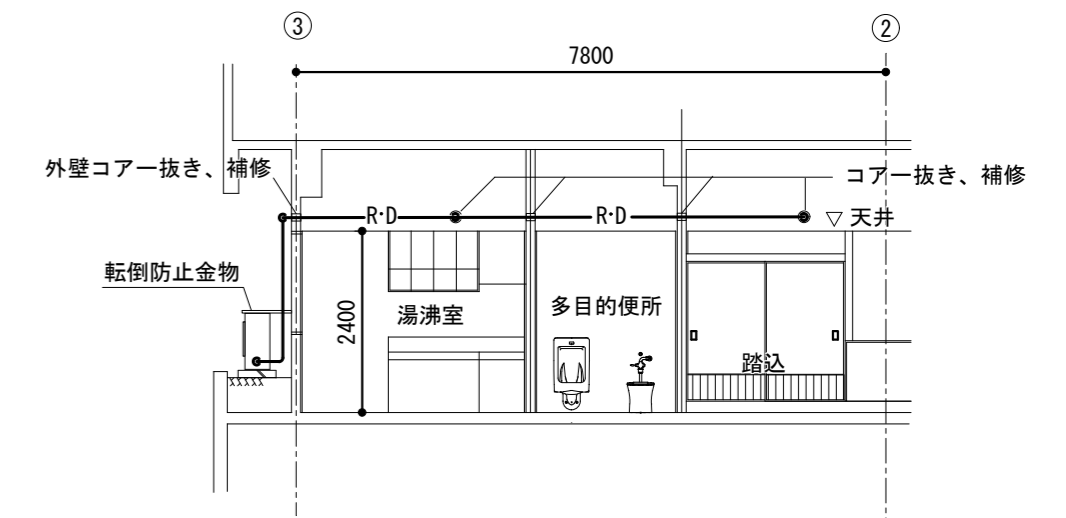 ③
②
7800
外壁コアー抜き、補修
コアー抜き、補修
R·D
R·D
▽ 天井
転倒防止金物
2400
湯沸室
多目的便所
踏込